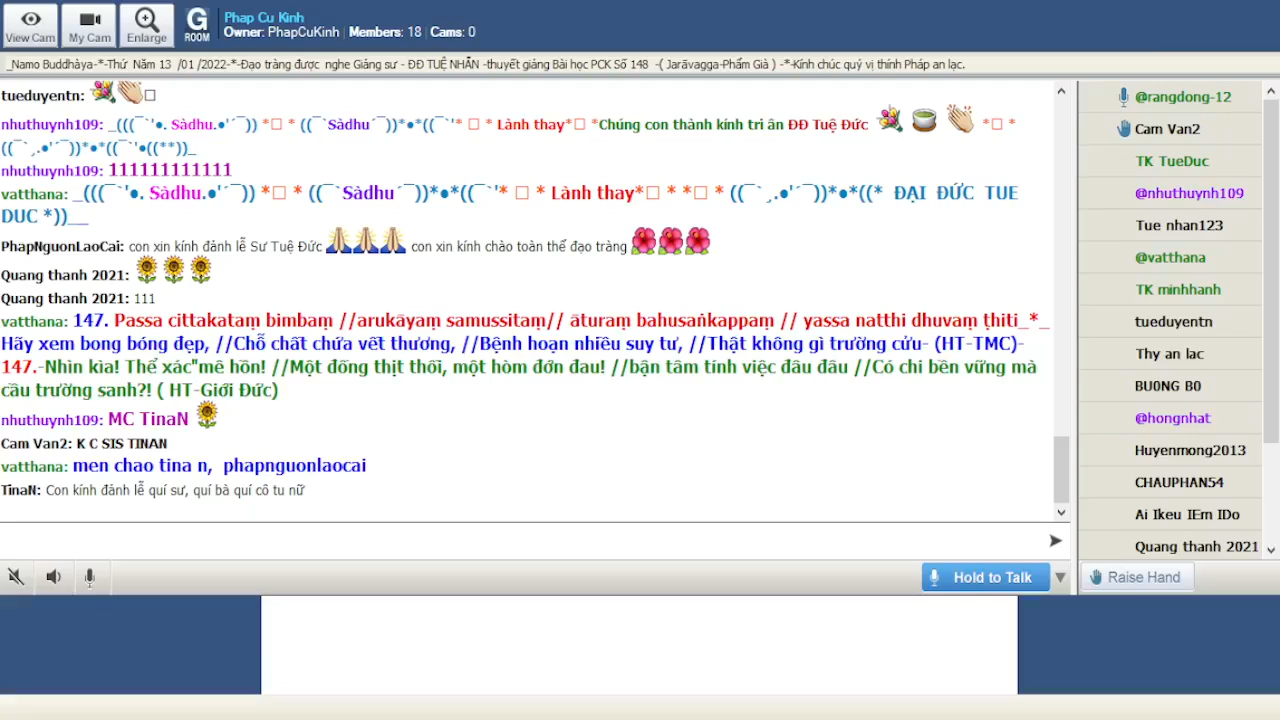 View Cam
My Cam
Enlarge
G
ROOM
Phap Cu Kinh
Owner: PhapCuKinh | Members: 18 | Cams: 0
_Namo Buddhàya-*-Thứ Năm 13 /01 /2022-*-Đạo tràng được nghe Giảng sư - ĐĐ TUỆ NHẪN -thuyết giảng Bài học PCK Số 148 -( Jarāvagga-Phẩm Già ) -*-Kính chúc quý vị thính Pháp an lạc.
tueduyentn:
nhuthuynh109: _(((¯`'●. Sàdhu.●'´¯)) *□ * ((¯`Sàdhu´¯))*●*((¯`'* □ * Lành thay*□ *Chúng con thành kính tri ân ĐĐ Tuệ Đức *□ *
((¯`¸.●'´¯))*●*((¯`'●((**))_
nhuthuynh109: 111111111111
vatthana: _(((¯`'●. Sàdhu.●'´¯)) *□ * ((¯`Sàdhu´¯))*●*((¯`'* □ * Lành thay*□ * *□ * ((¯`¸.●'´¯))*●*((* ĐẠI ĐỨC TUE
DUC *))__
PhapNguonLaoCai: con xin kính đảnh lễ Sư Tuệ Đức con xin kính chào toàn thể đạo tràng
Quang thanh 2021:
Quang thanh 2021: 111
vatthana: 147. Passa cittakataṃ bimbaṃ //arukāyaṃ samussitaṃ// āturaṃ bahusaṅkappaṃ // yassa natthi dhuvaṃ ṭhiti_*_
Hãy xem bong bóng đẹp, //Chỗ chất chứa vết thương, //Bệnh hoạn nhiều suy tư, //Thật không gì trường cửu- (HT-TMC)-
147.-Nhìn kìa! Thể xác"mê hồn! //Một đống thịt thối, một hòm đớn đau! //bận tâm tính việc đâu đâu //Có chi bền vững mà
cầu trường sanh?! ( HT-Giới Đức)
nhuthuynh109: MC TinaN
Cam Van2: K C SIS TINAN
vatthana: men chao tina n, phapnguonlaocai
TinaN: Con kính đảnh lễ quí sư, quí bà quí cô tu nữ
Hold to Talk
@rangdong-12
Cam Van2
TK TueDuc
@nhuthuynh109
Tue nhan123
@vatthana
TK minhhanh
tueduyentn
Thy an lac
BU0NG B0
@hongnhat
Huyenmong2013
CHAUPHAN54
Ai Ikeu IEm IDo
Quang thanh 2021
Raise Hand